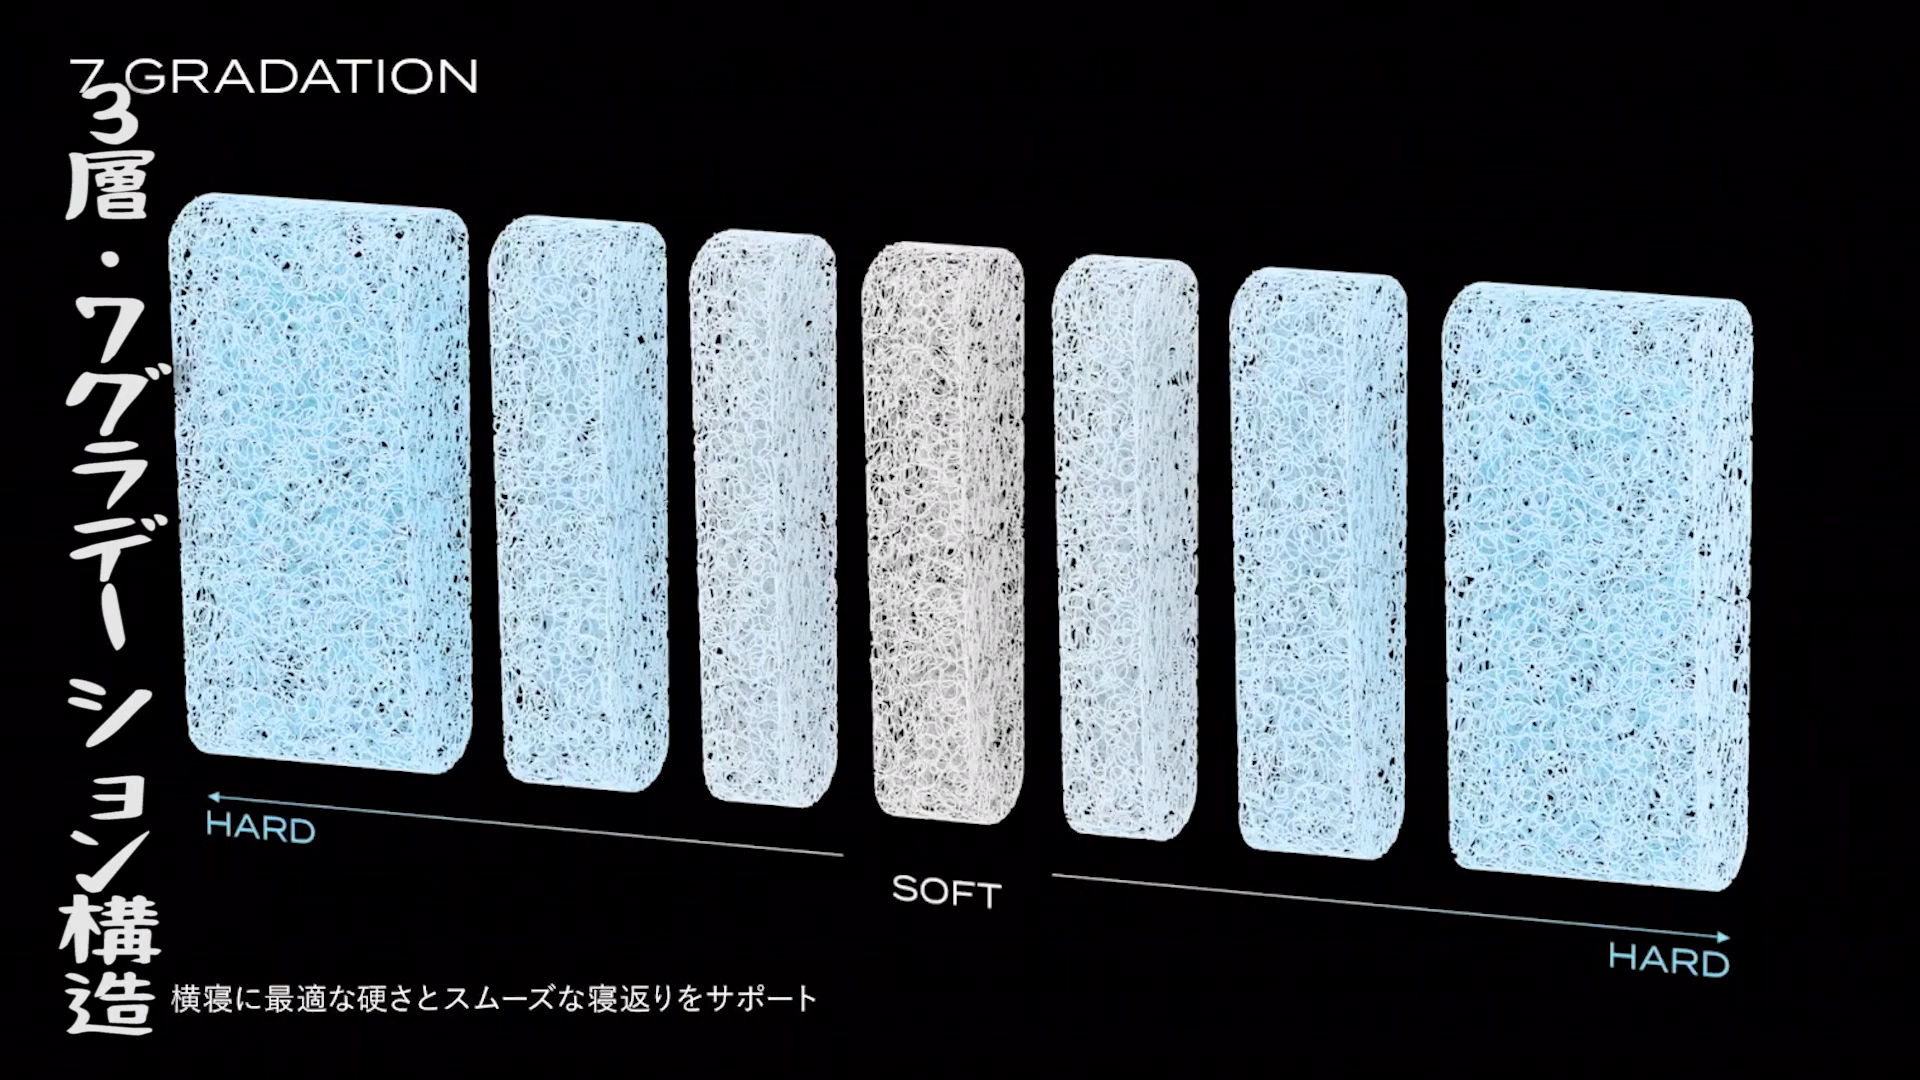 7 GRADATION
3層・7グラデーション構造
HARD
SOFT
HARD
横寝に最適な硬さとスムーズな寝返りをサポート